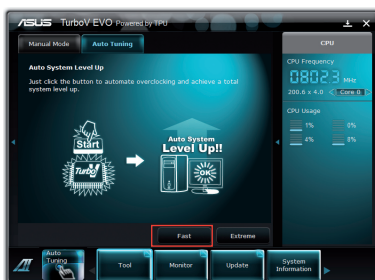 ASUS TurboV EVO Powered by TPU
Manual Mode
Auto Tuning
Auto System Level Up
Just click the button to automate overclocking and achieve a total
system level up.
Start
Turbo
Auto System
Level Up!!
OK
Fast
Extreme
CPU
CPU Frequency
0802.3 MHz
200.6 x 4.0 < Core 0 >
CPU Usage
1% 0%
4% 8%
Auto
Tuning
Tool
Monitor
Update
System
Information